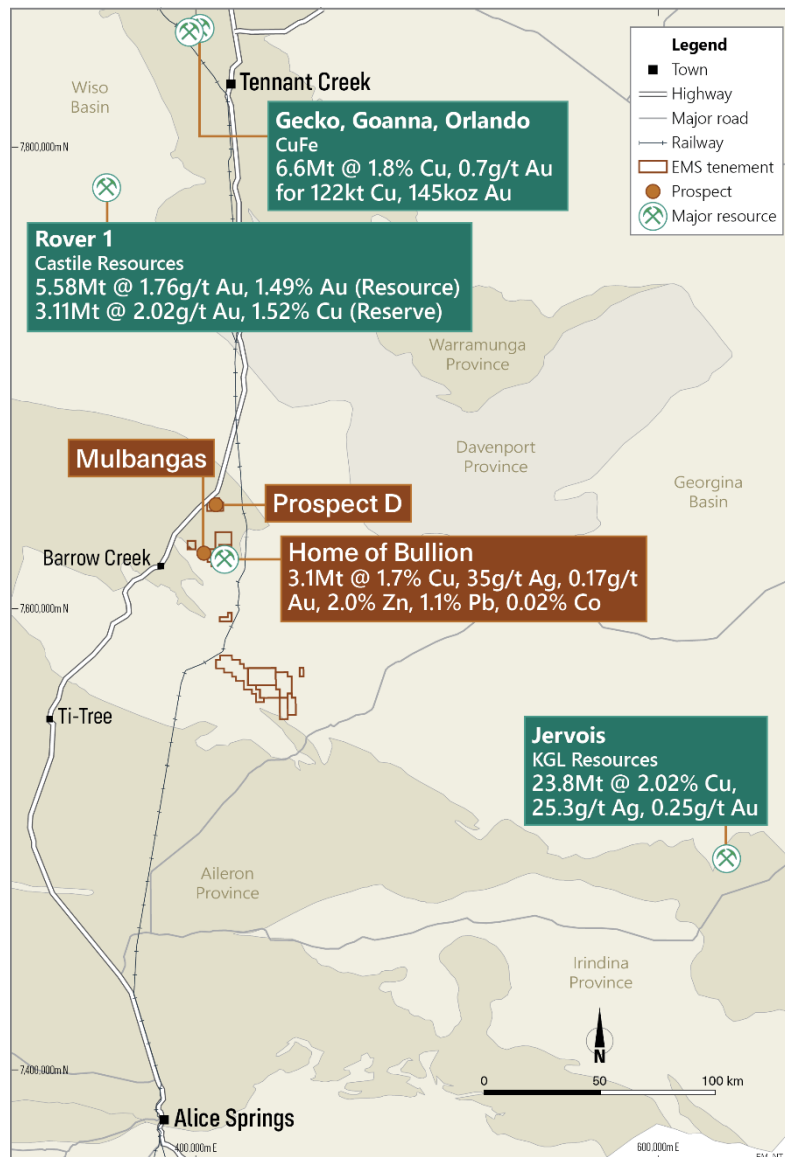 Legend
Town
Highway
Major road
Railway
EMS tenement
Prospect
Major resource
Wiso
Basin
Tennant Creek
Gecko, Goanna, Orlando
CuFe
6.6Mt @ 1.8% Cu, 0.7g/t Au
for 122kt Cu, 145koz Au
7,800,000m N
Rover 1
Castile Resources
5.58Mt @ 1.76g/t Au, 1.49% Au (Resource)
3.11Mt @ 2.02g/t Au, 1.52% Cu (Reserve)
Warramunga
Province
Davenport
Province
Georgina
Basin
Mulbangas
Prospect D
Barrow Creek
Home of Bullion
3.1Mt @ 1.7% Cu, 35g/t Ag, 0.17g/t
Au, 2.0% Zn, 1.1% Pb, 0.02% Co
7,600,000m N
Ti-Tree
Jervois
KGL Resources
23.8Mt @ 2.02% Cu,
25.3g/t Ag, 0.25g/t Au
Aileron
Province
Irindina
Province
N
0 50 100 km
7,400,000m N
Alice Springs
400,000m E
600,000m E